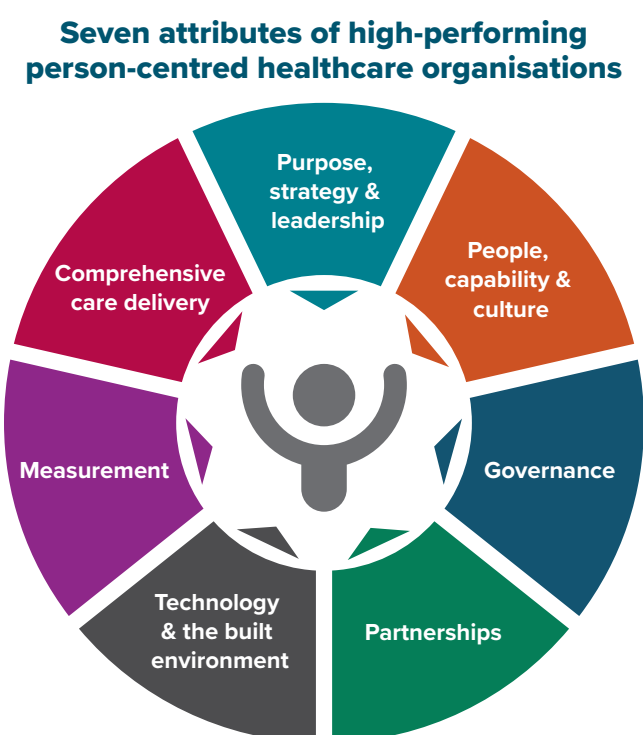 Seven attributes of high-performing
person-centred healthcare organisations
Purpose,
strategy &
leadership
People,
capability &
culture
Governance
Partnerships
Technology
& the built
environment
Measurement
Comprehensive
care delivery